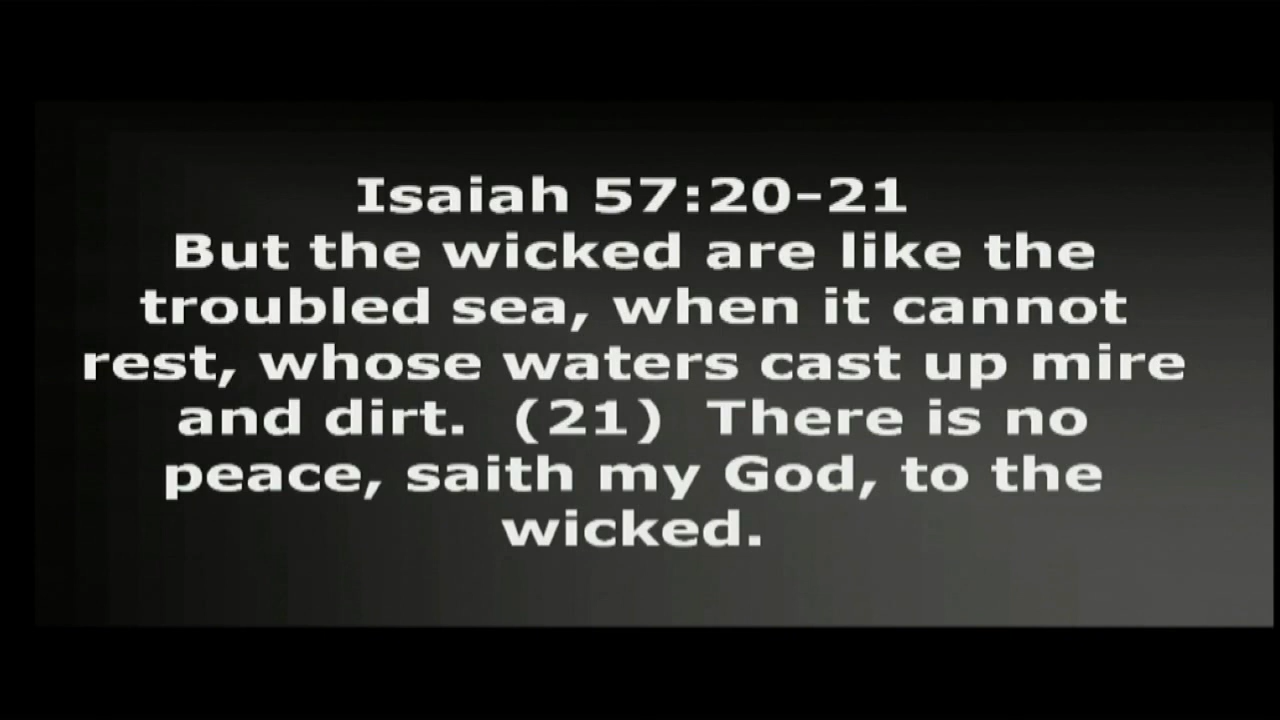 Isaiah 57:20-21
But the wicked are like the
troubled sea, when it cannot
rest, whose waters cast up mire
and dirt.  (21)  There is no
peace, saith my God, to the
wicked.